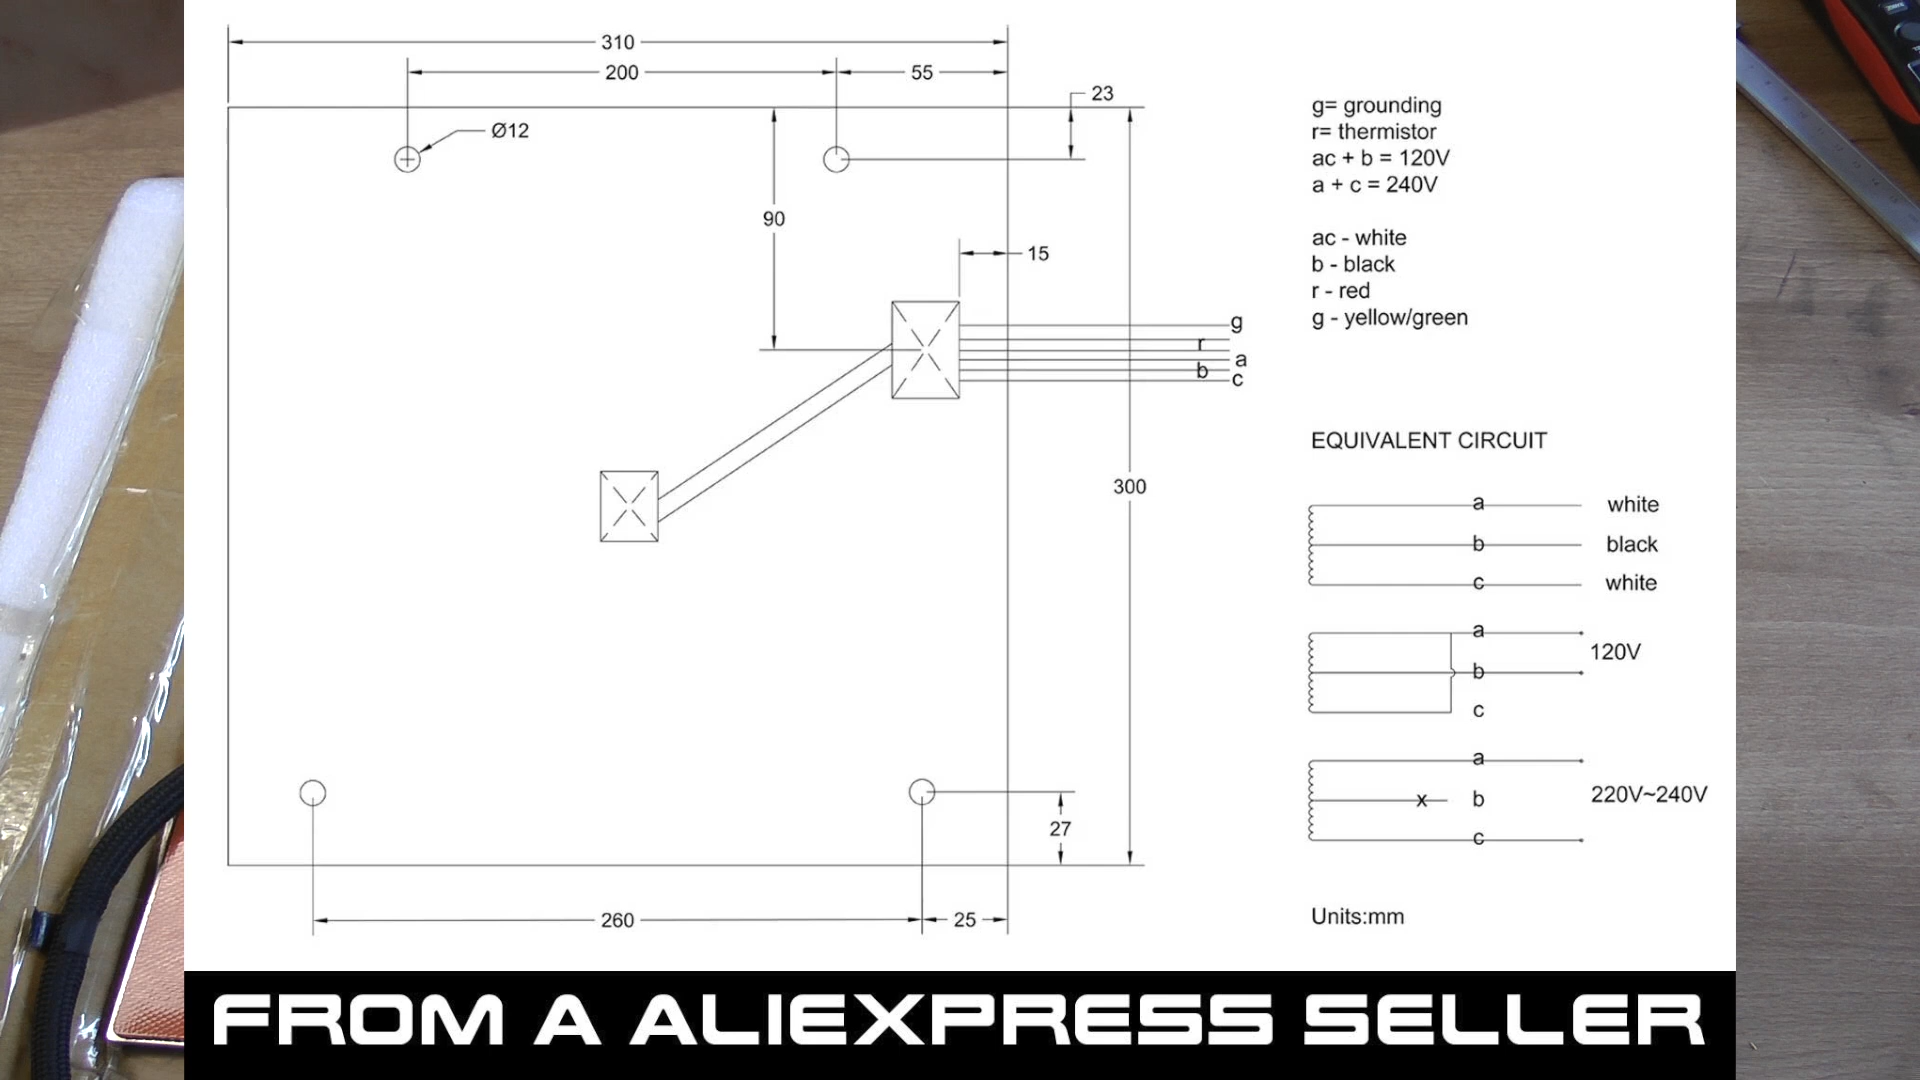 310
200
55
23
Ø12
90
15
g
r
a
b
c
300
27
260
25
g= grounding
r= thermistor
ac + b = 120V
a + c = 240V
ac - white
b - black
r - red
g - yellow/green
EQUIVALENT CIRCUIT
a white
b black
c white
a
120V
b
c
a
220V~240V
x b
c
Units:mm
FROM A ALIEXPRESS SELLER